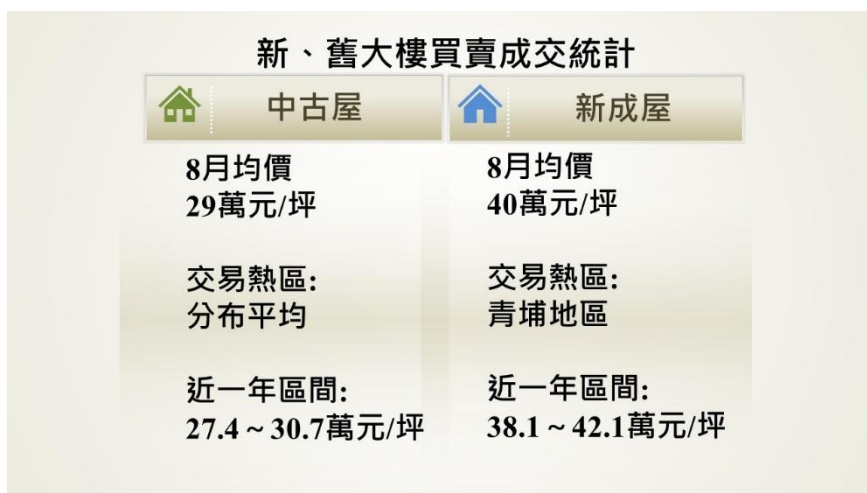 新、舊大樓買賣成交統計
中古屋
8月均價
29萬元/坪
交易熱區:
分布平均
近一年區間:
27.4~30.7萬元/坪
新成屋
8月均價
40萬元/坪
交易熱區:
青埔地區
近一年區間:
38.1~42.1萬元/坪